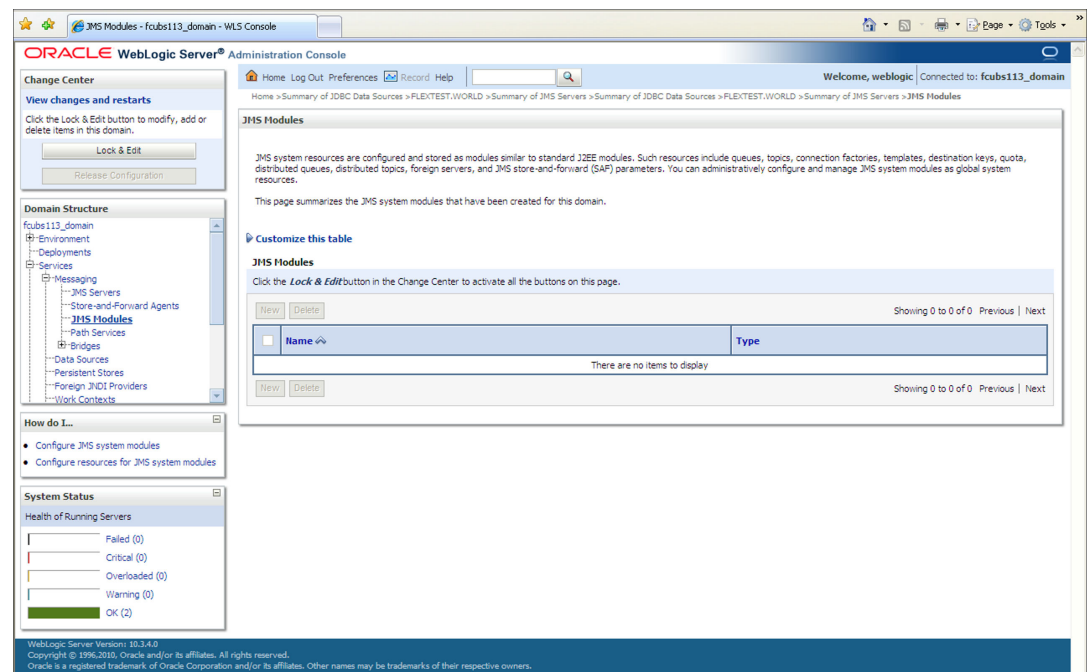 JMS Modules - fcubs113_domain - WLS Console
Page
Tools
»
ORACLE WebLogic Server® Administration Console
Change Center
View changes and restarts
Click the Lock & Edit button to modify, add or
delete items in this domain.
Lock & Edit
Release Configuration
Domain Structure
fcubs113_domain
Environment
Deployments
Services
Messaging
JMS Servers
Store-and-Forward Agents
JMS Modules
Path Services
Bridges
Data Sources
Persistent Stores
Foreign JNDI Providers
Work Contexts
How do I...
Configure JMS system modules
Configure resources for JMS system modules
System Status
Health of Running Servers
Failed (0)
Critical (0)
Overloaded (0)
Warning (0)
OK (2)
Home Log Out Preferences Record Help
Welcome, weblogic Connected to: fcubs113_domain
Home >Summary of JDBC Data Sources >FLEXTEST.WORLD >Summary of JMS Servers >Summary of JDBC Data Sources >FLEXTEST.WORLD >Summary of JMS Servers >JMS Modules
JMS Modules
JMS system resources are configured and stored as modules similar to standard J2EE modules. Such resources include queues, topics, connection factories, templates, destination keys, quota,
distributed queues, distributed topics, foreign servers, and JMS store-and-forward (SAF) parameters. You can administratively configure and manage JMS system modules as global system
resources.
This page summarizes the JMS system modules that have been created for this domain.
Customize this table
JMS Modules
Click the Lock & Edit button in the Change Center to activate all the buttons on this page.
New Delete Showing 0 to 0 of 0 Previous | Next
Name Type
There are no items to display
New Delete Showing 0 to 0 of 0 Previous | Next
WebLogic Server Version: 10.3.4.0
Copyright © 1996,2010, Oracle and/or its affiliates. All rights reserved.
Oracle is a registered trademark of Oracle Corporation and/or its affiliates. Other names may be trademarks of their respective owners.